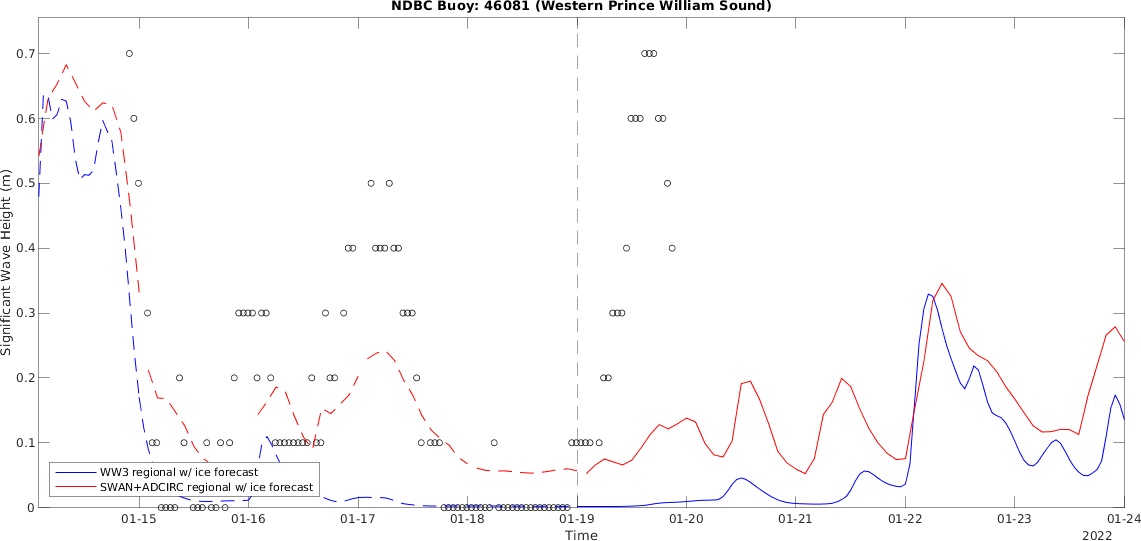 NDBC Buoy: 46081 (Western Prince William Sound)
Significant Wave Height (m)
0.7
0.6
0.5
0.4
0.3
0.2
0.1
0
WW3 regional w/ ice forecast
SWAN+ADCIRC regional w/ ice forecast
01-15 01-16 01-17 01-18 01-19 01-20 01-21 01-22 01-23 01-24
Time
2022